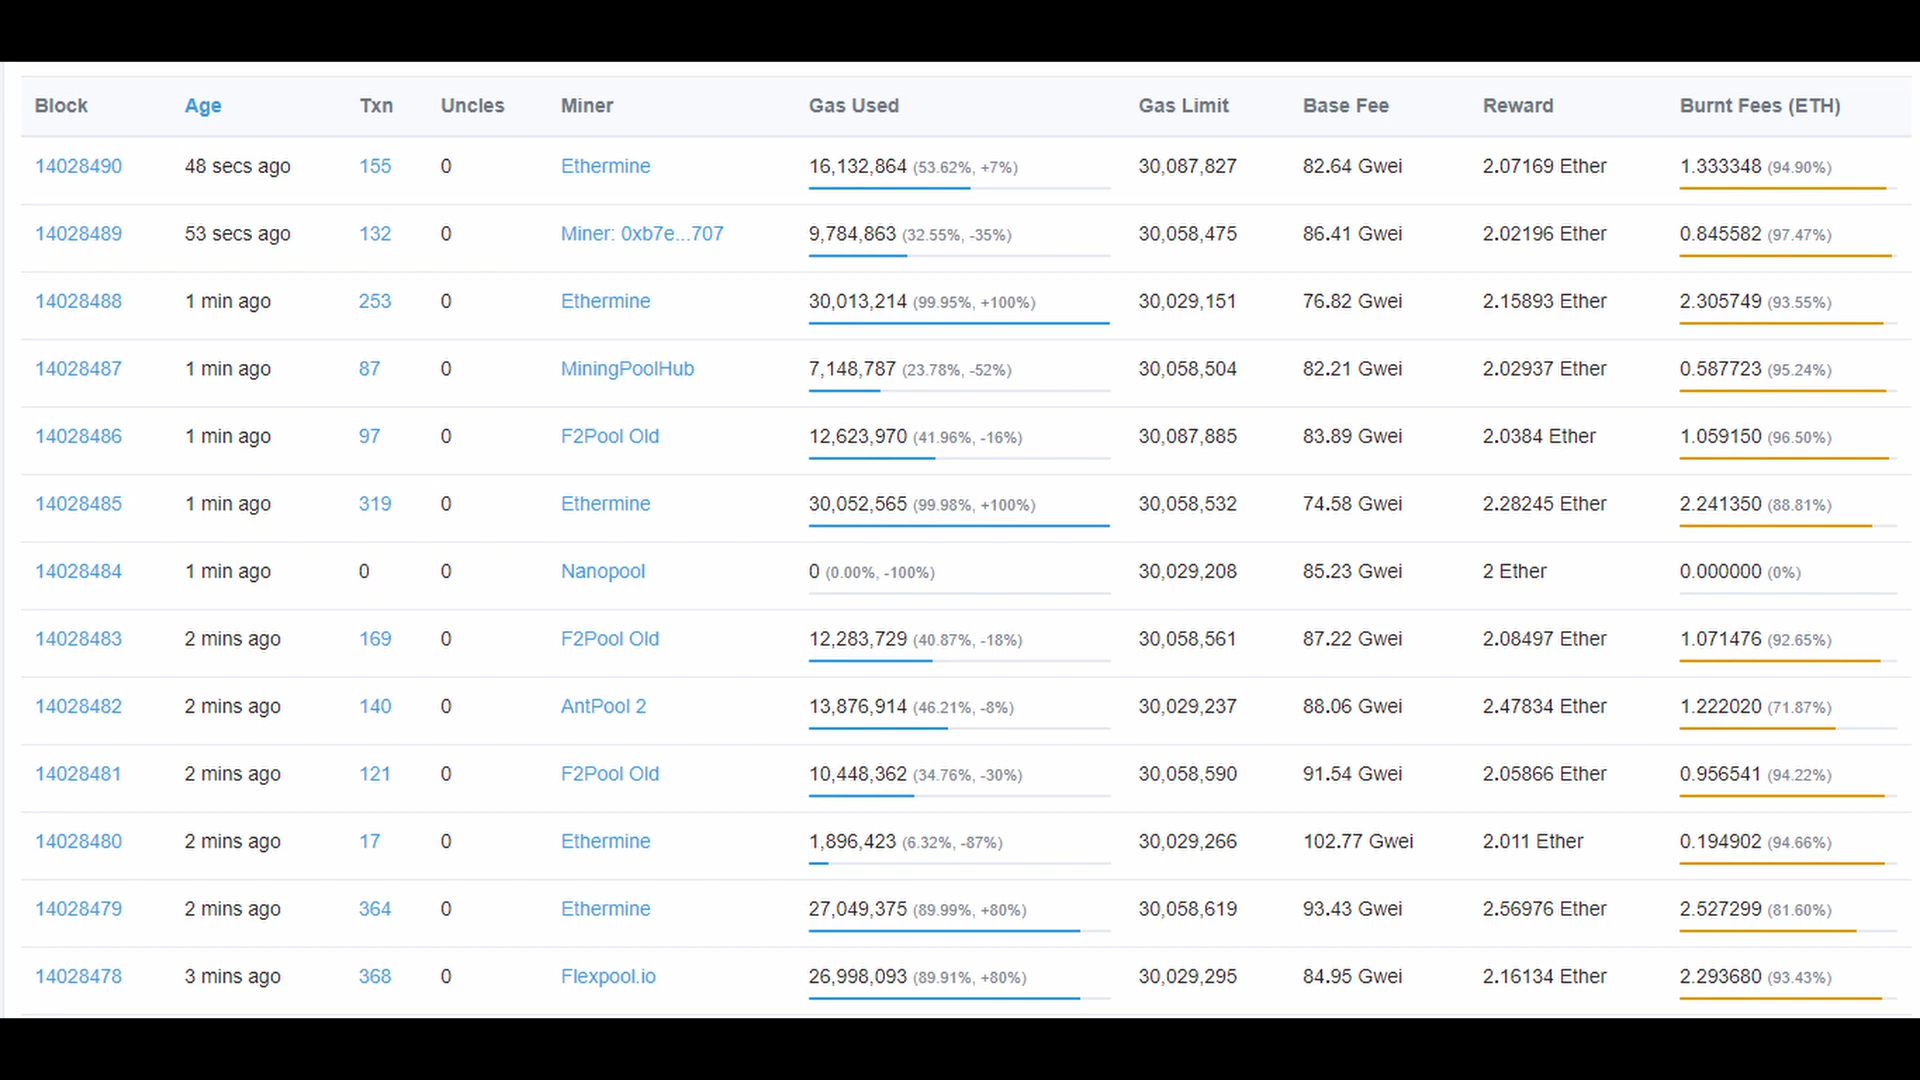 Block Age Txn Uncles Miner Gas Used Gas Limit Base Fee Reward Burnt Fees (ETH)
14028490 48 secs ago 155 0 Ethermine 16,132,864 (53.62%, +7%) 30,087,827 82.64 Gwei 2.07169 Ether 1.333348 (94.90%)
14028489 53 secs ago 132 0 Miner: 0xb7e...707 9,784,863 (32.55%, -35%) 30,058,475 86.41 Gwei 2.02196 Ether 0.845582 (97.47%)
14028488 1 min ago 253 0 Ethermine 30,013,214 (99.95%, +100%) 30,029,151 76.82 Gwei 2.15893 Ether 2.305749 (93.55%)
14028487 1 min ago 87 0 MiningPoolHub 7,148,787 (23.78%, -52%) 30,058,504 82.21 Gwei 2.02937 Ether 0.587723 (95.24%)
14028486 1 min ago 97 0 F2Pool Old 12,623,970 (41.96%, -16%) 30,087,885 83.89 Gwei 2.0384 Ether 1.059150 (96.50%)
14028485 1 min ago 319 0 Ethermine 30,052,565 (99.98%, +100%) 30,058,532 74.58 Gwei 2.28245 Ether 2.241350 (88.81%)
14028484 1 min ago 0 0 Nanopool 0 (0.00%, -100%) 30,029,208 85.23 Gwei 2 Ether 0.000000 (0%)
14028483 2 mins ago 169 0 F2Pool Old 12,283,729 (40.87%, -18%) 30,058,561 87.22 Gwei 2.08497 Ether 1.071476 (92.65%)
14028482 2 mins ago 140 0 AntPool 2 13,876,914 (46.21%, -8%) 30,029,237 88.06 Gwei 2.47834 Ether 1.222020 (71.87%)
14028481 2 mins ago 121 0 F2Pool Old 10,448,362 (34.76%, -30%) 30,058,590 91.54 Gwei 2.05866 Ether 0.956541 (94.22%)
14028480 2 mins ago 17 0 Ethermine 1,896,423 (6.32%, -87%) 30,029,266 102.77 Gwei 2.011 Ether 0.194902 (94.66%)
14028479 2 mins ago 364 0 Ethermine 27,049,375 (89.99%, +80%) 30,058,619 93.43 Gwei 2.56976 Ether 2.527299 (81.60%)
14028478 3 mins ago 368 0 Flexpool.io 26,998,093 (89.91%, +80%) 30,029,295 84.95 Gwei 2.16134 Ether 2.293680 (93.43%)